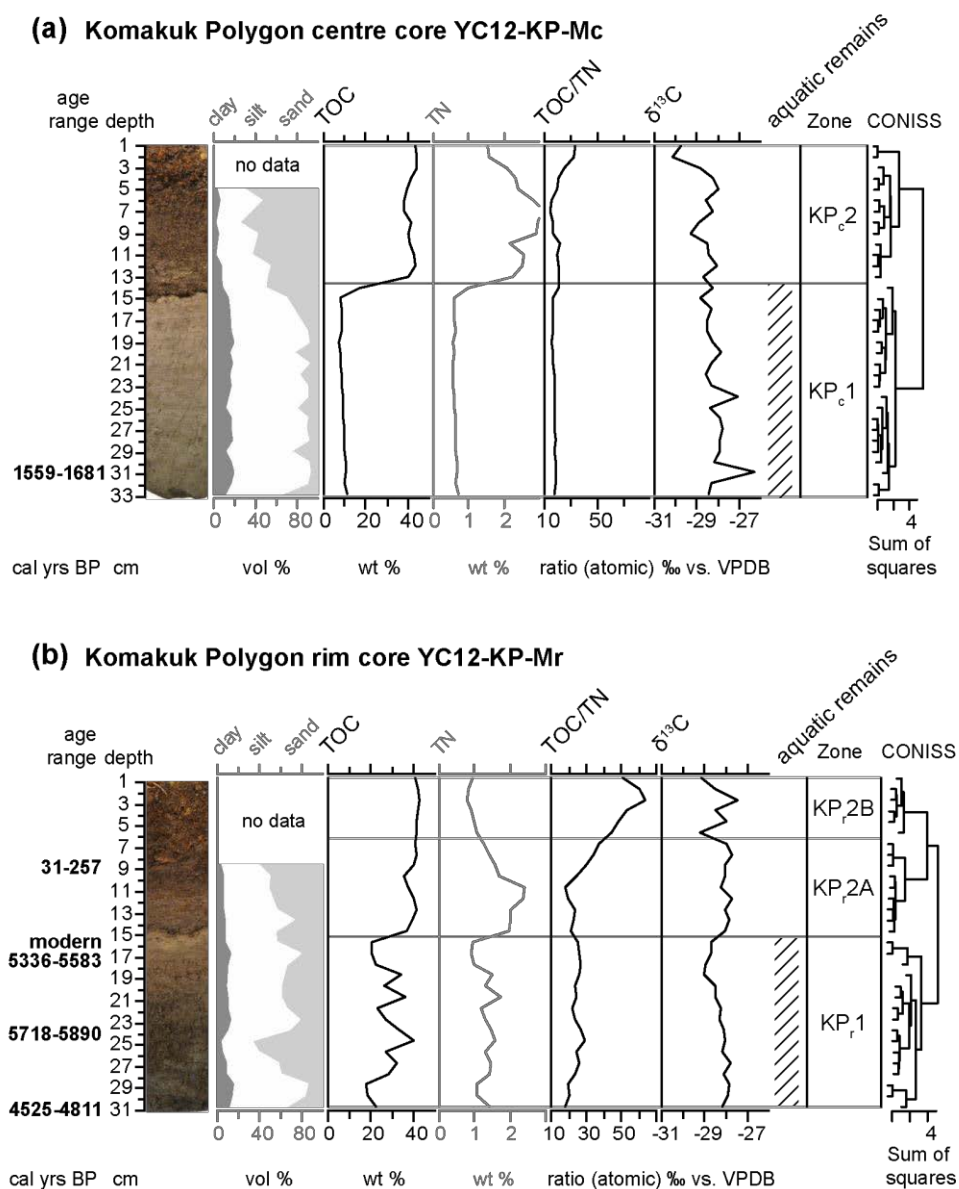 (a) Komakuk Polygon centre core YC12-KP-Mc
age range depth clay silt sand TOC TN TOC/TN δ13C aquatic remains Zone CONISS
no data
1
3
5
7
9
11
13
15
17
19
21
23
25
27
29
1559-1681 31
33
KPc2
KPc1
0 40 80 0 20 40 0 1 2 10 50 -31 -29 -27 4
Sum of squares
cal yrs BP cm vol % wt % wt % ratio (atomic) ‰ vs. VPDB
(b) Komakuk Polygon rim core YC12-KP-Mr
age range depth clay silt sand TOC TN TOC/TN δ13C aquatic remains Zone CONISS
no data
1
3
5
7
31-257 9
11
13
15
modern
5336-5583 17
19
21
5718-5890 23
25
27
29
4525-4811 31
KPr2B
KPr2A
KPr1
0 40 80 0 20 40 0 1 2 10 50 -31 -29 -27 4
Sum of squares
cal yrs BP cm vol % wt % wt % ratio (atomic) ‰ vs. VPDB